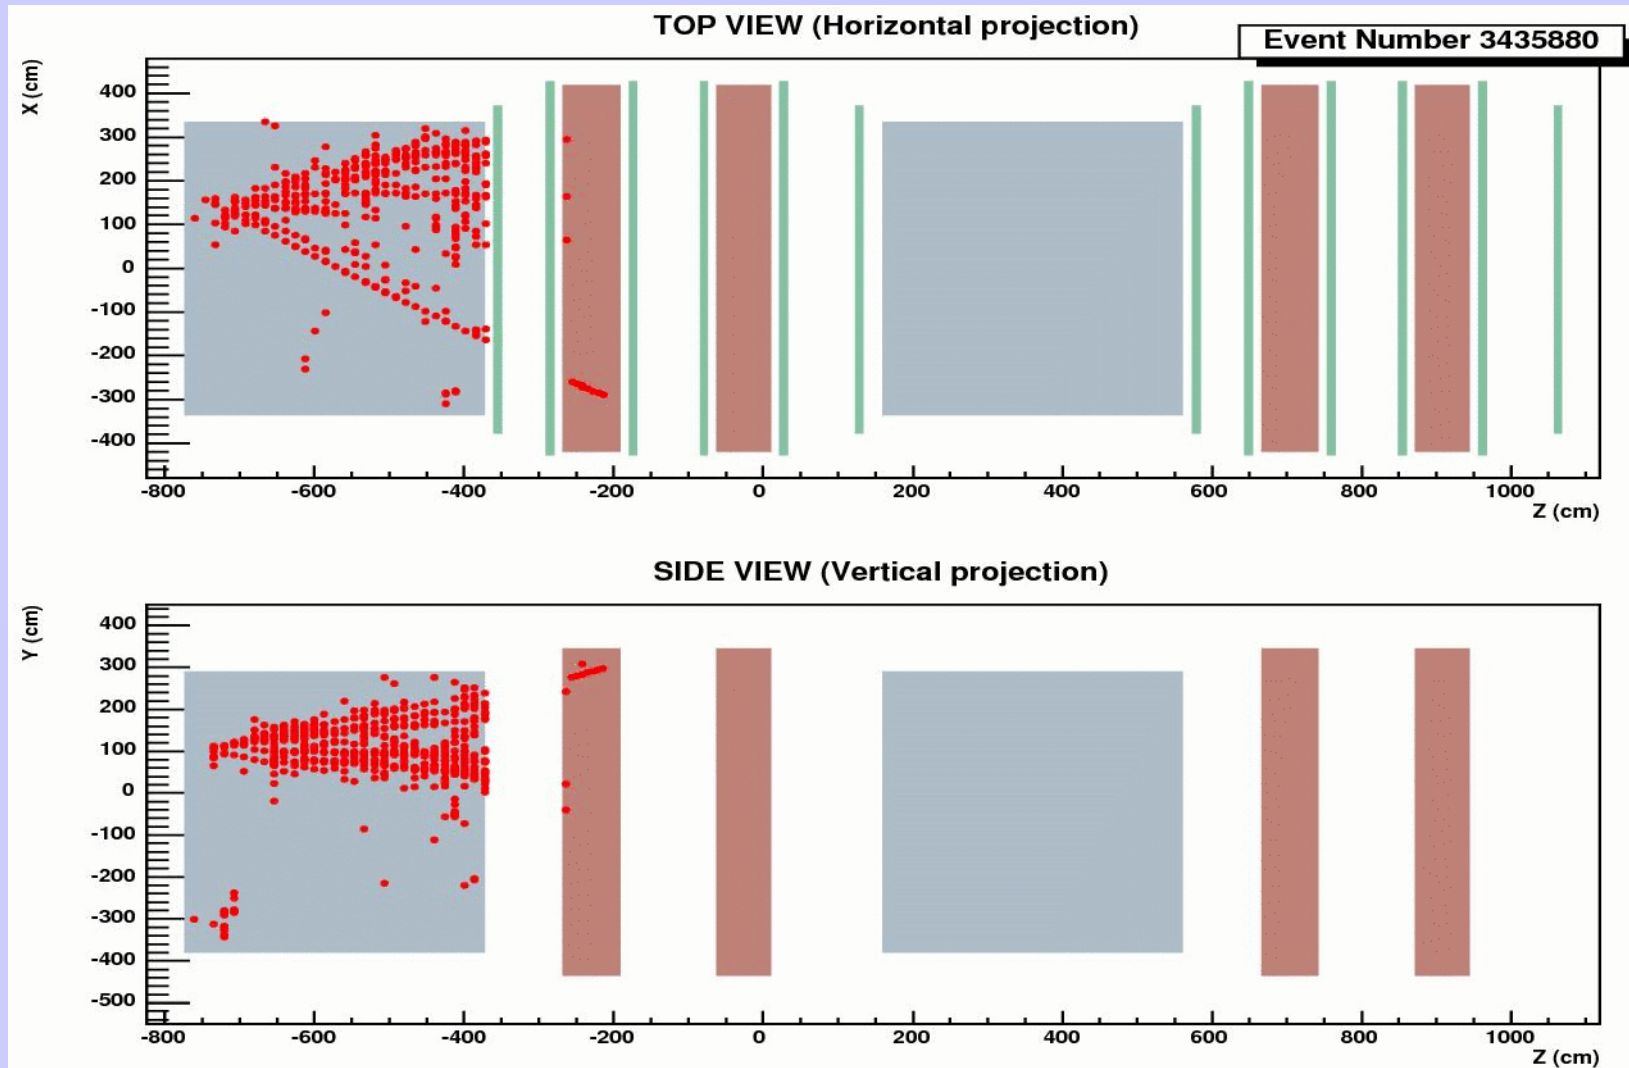 TOP VIEW (Horizontal projection)
Event Number 3435880
X (cm)
400
300
200
100
0
-100
-200
-300
-400
-800 -600 -400 -200 0 200 400 600 800 1000
Z (cm)
SIDE VIEW (Vertical projection)
Y (cm)
400
300
200
100
0
-100
-200
-300
-400
-500
-800 -600 -400 -200 0 200 400 600 800 1000
Z (cm)